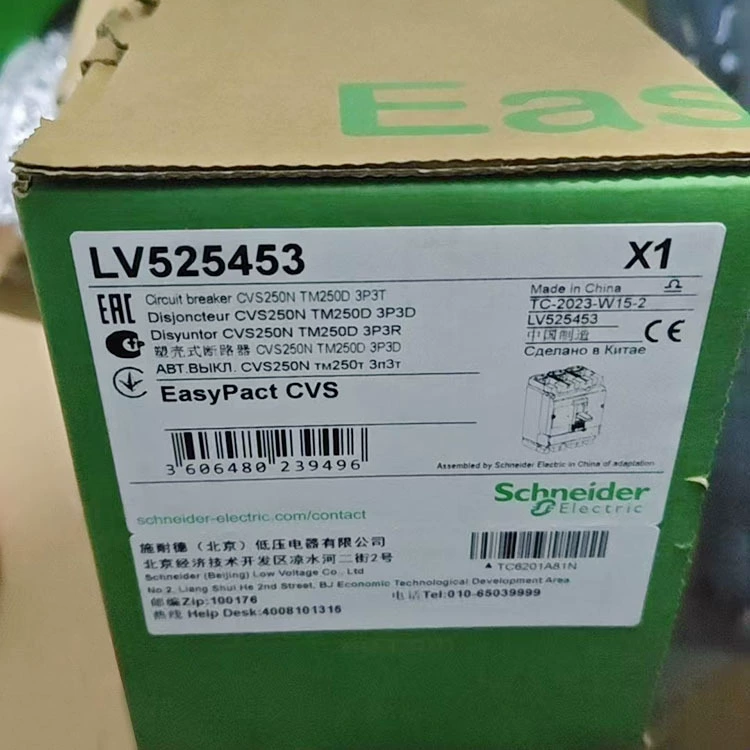 Eas
LV525453
X1
EAC
Circuit breaker CVS250N TM250D 3P3T
Disjoncteur CVS250N TM250D 3P3D
Disyuntor CVS250N TM250D 3P3R
塑壳式断路器 CVS250N TM250D 3P3D
АВТ.ВЫКЛ. CVS250N тм250т 3п3т
EasyPact CVS
Made in China
TC-2023-W15-2
LV525453
中国制造
Сделано в Китае
CE
3 606480 239496
Assembled by Schneider Electric in China of adaptation
Schneider
Electric
schneider-electric.com/contact
施耐德（北京）低压电器有限公司
北京经济技术开发区凉水河二街2号
Schneider (Beijing) Low Voltage Co., Ltd
No.2, Liang Shui He 2nd Street, BJ Economic Technological Development Area
邮编Zip:100176
电话Tel:010-65039999
热线 Help Desk:4008101315
▲ TC6201A81N